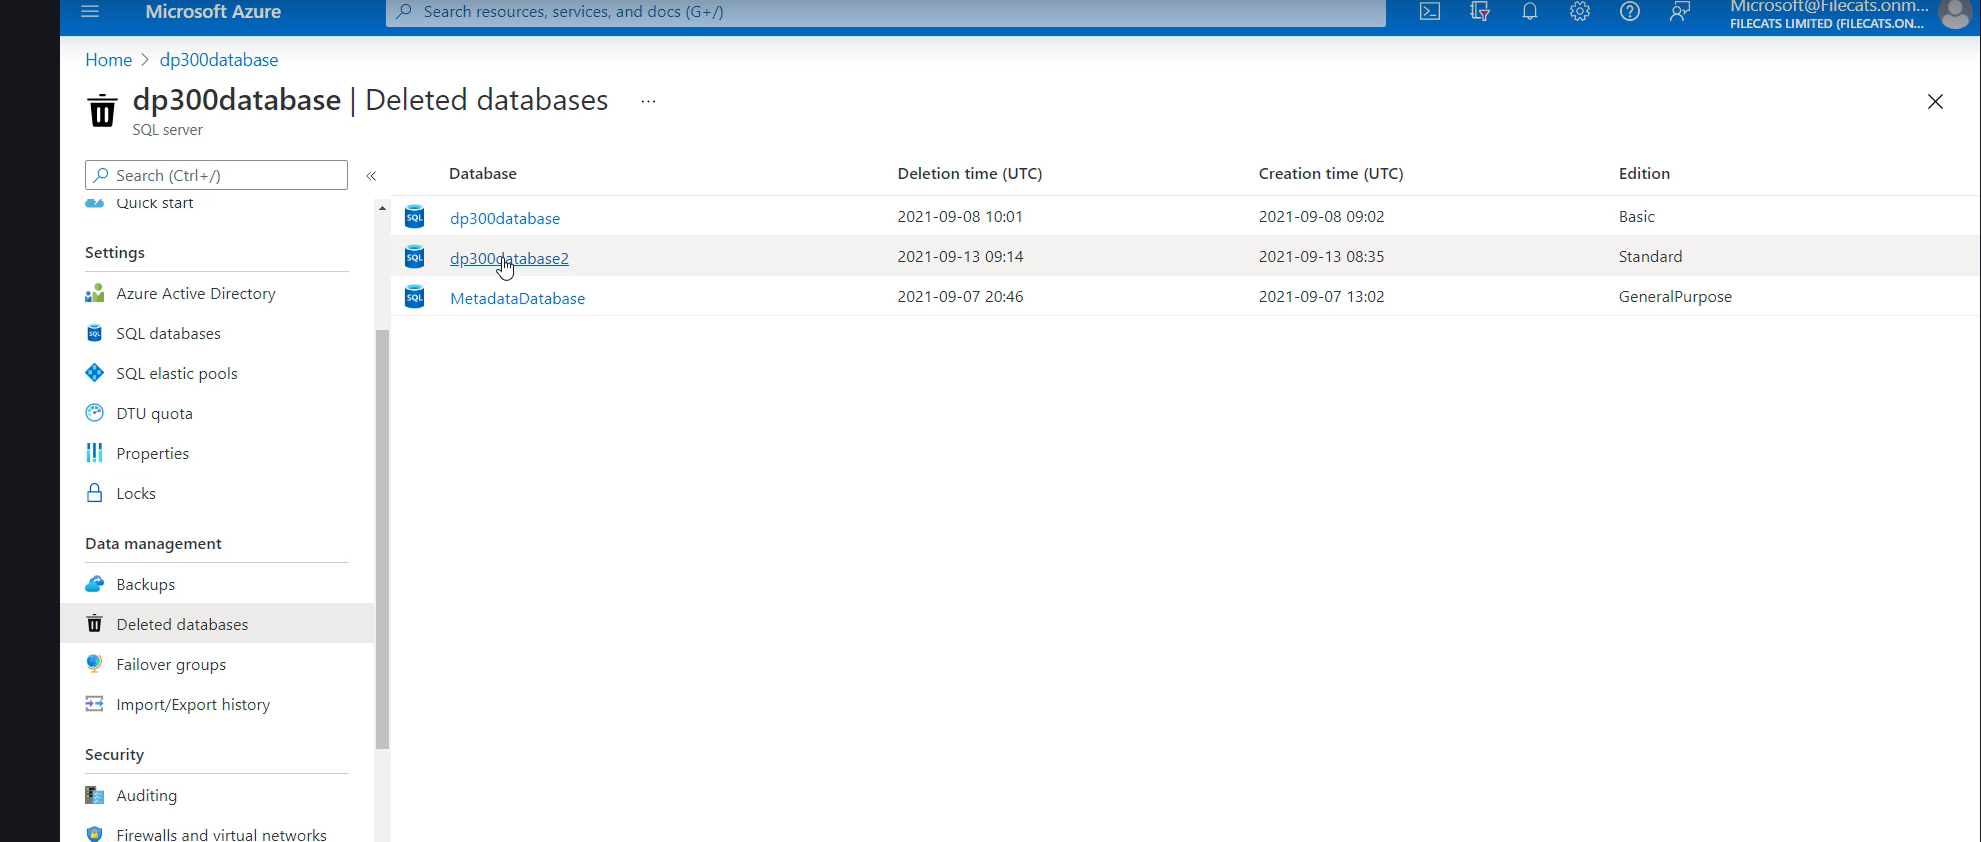 Microsoft Azure
Search resources, services, and docs (G+/)
Microsoft@Filecats.onm...
FILECATS LIMITED (FILECATS.ON...
Home > dp300database
dp300database | Deleted databases ...
SQL server
Search (Ctrl+/)
«
Database Deletion time (UTC) Creation time (UTC) Edition
dp300database 2021-09-08 10:01 2021-09-08 09:02 Basic
dp300database2 2021-09-13 09:14 2021-09-13 08:35 Standard
MetadataDatabase 2021-09-07 20:46 2021-09-07 13:02 GeneralPurpose
Quick start
Settings
Azure Active Directory
SQL databases
SQL elastic pools
DTU quota
Properties
Locks
Data management
Backups
Deleted databases
Failover groups
Import/Export history
Security
Auditing
Firewalls and virtual networks